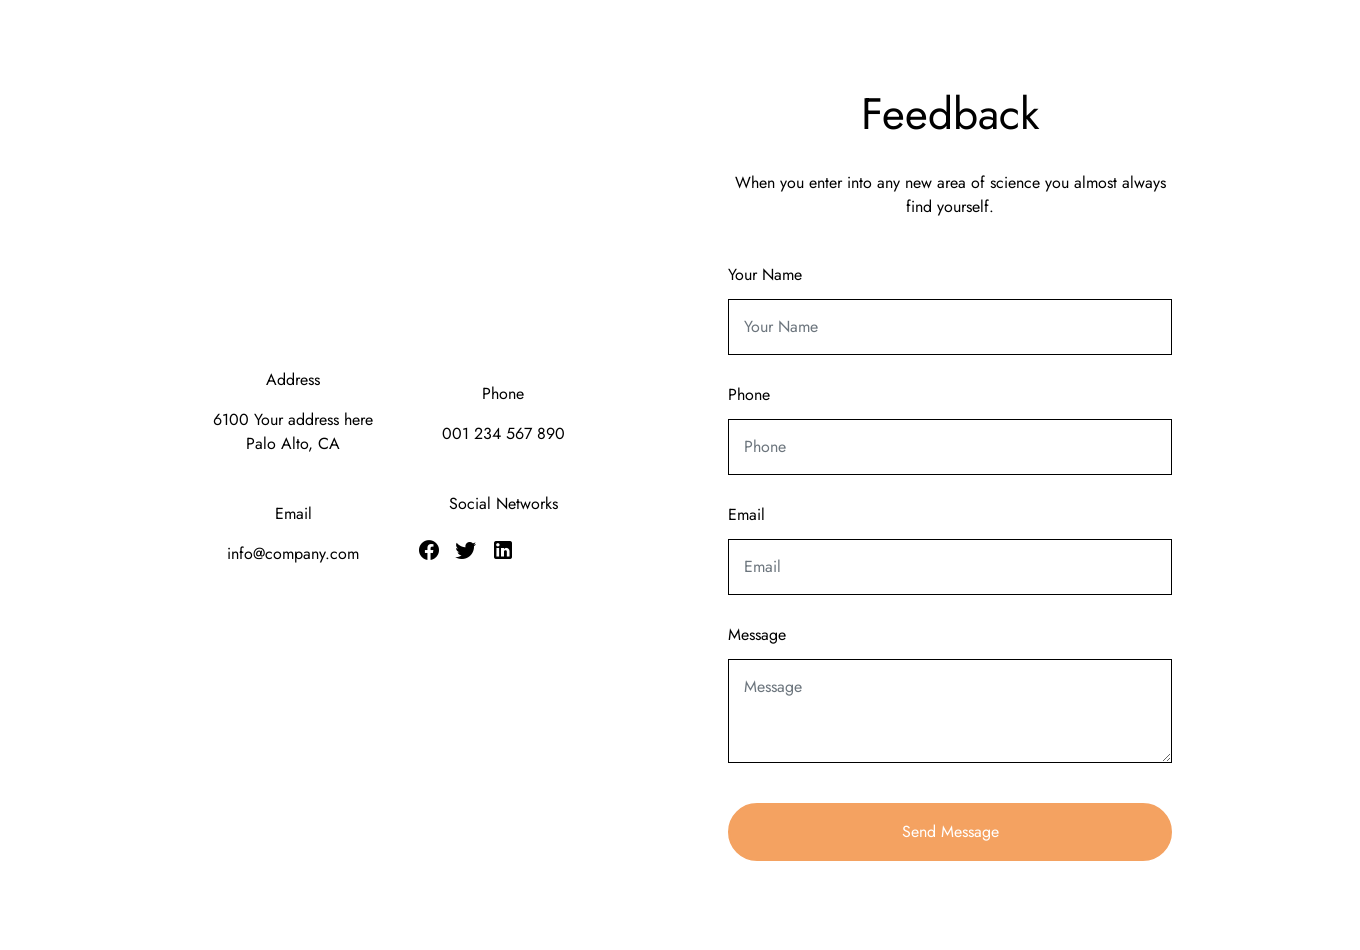 Address
6100 Your address here
Palo Alto, CA
Phone
001 234 567 890
Email
info@company.com
Social Networks
Feedback
When you enter into any new area of science you almost always
find yourself.
Your Name
Your Name
Phone
Phone
Email
Email
Message
Message
Send Message